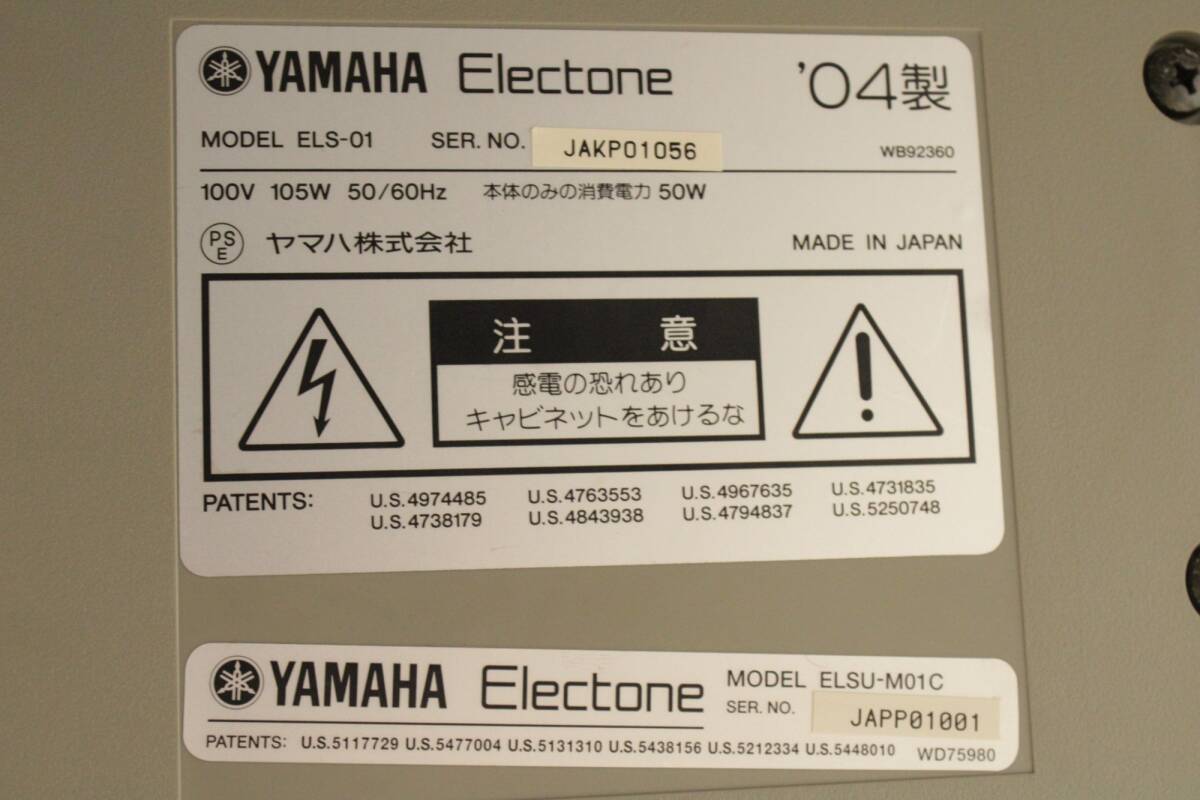 YAMAHA Electone '04製
MODEL ELS-01 SER. NO. JAKP01056 WB92360
100V 105W 50/60Hz 本体のみの消費電力 50W
PS E ヤマハ株式会社 MADE IN JAPAN
注意
感電の恐れあり
キャビネットをあけるな
PATENTS: U.S.4974485 U.S.4763553 U.S.4967635 U.S.4731835
U.S.4738179 U.S.4843938 U.S.4794837 U.S.5250748
YAMAHA Electone MODEL ELSU-M01C
SER. NO. JAPP01001
PATENTS: U.S.5117729 U.S.5477004 U.S.5131310 U.S.5438156 U.S.5212334 U.S.5448010 WD75980